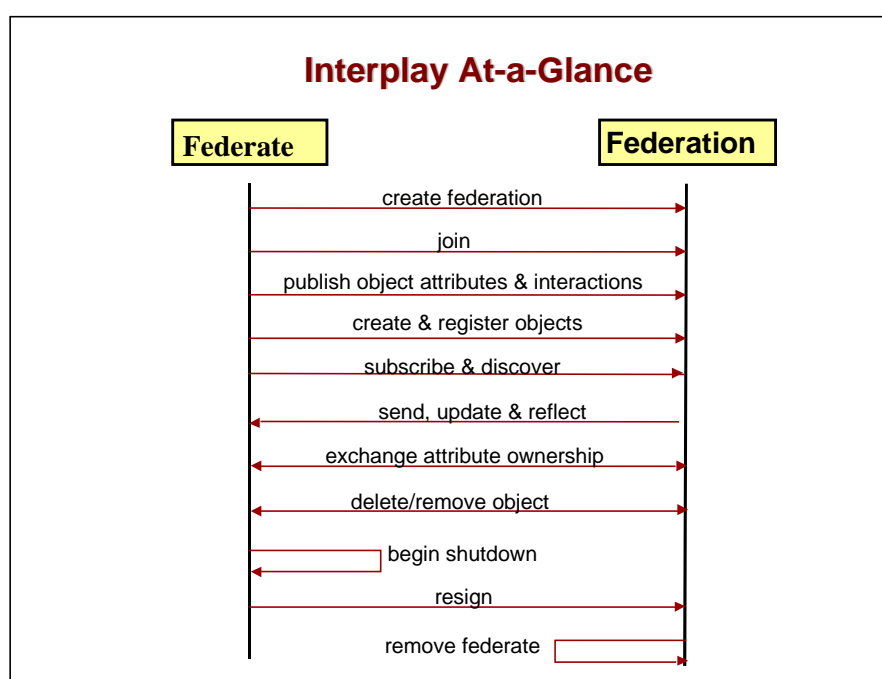 Interplay At-a-Glance
Federate
Federation
create federation
join
publish object attributes & interactions
create & register objects
subscribe & discover
send, update & reflect
exchange attribute ownership
delete/remove object
begin shutdown
resign
remove federate